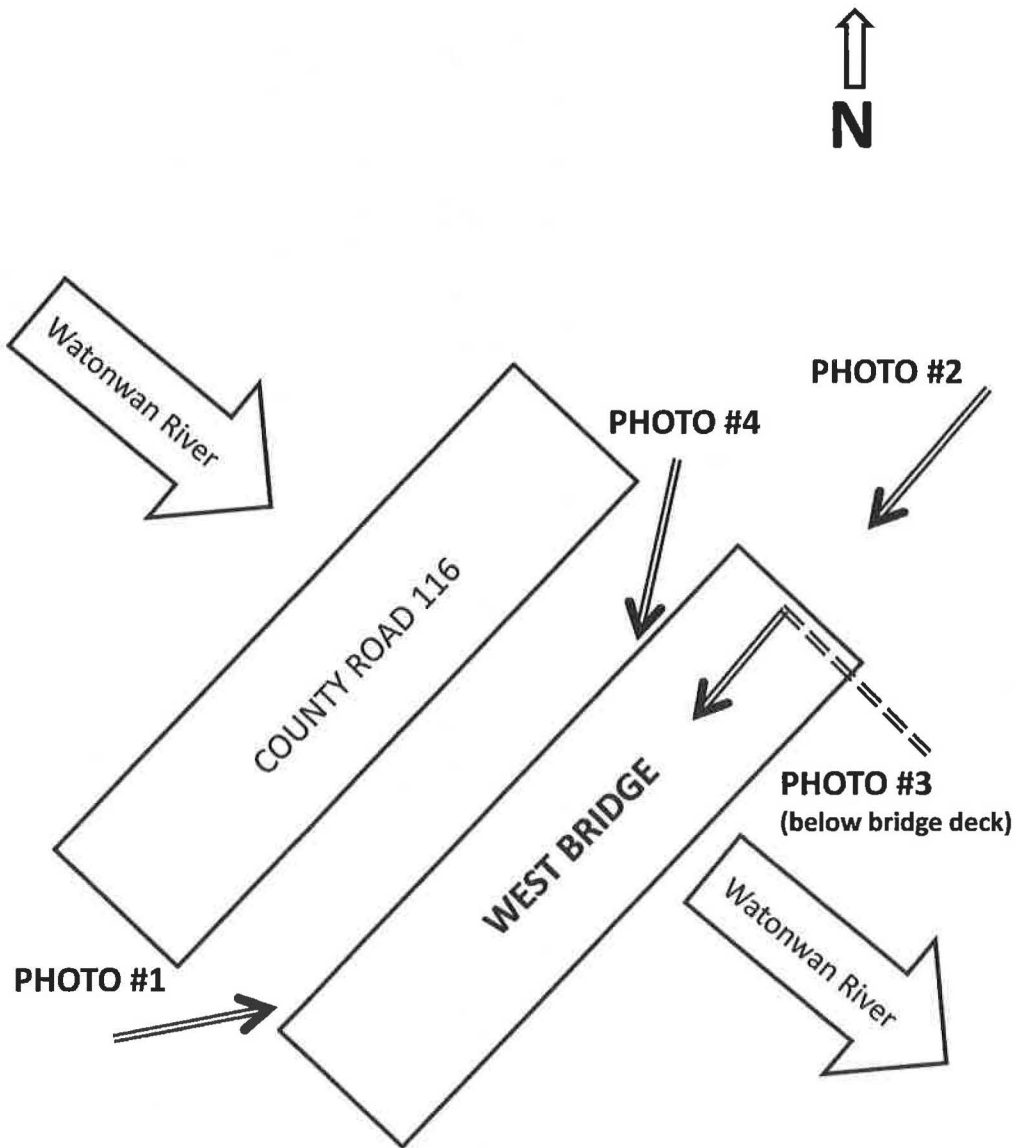 N
Watonwan River
PHOTO #2
PHOTO #4
COUNTY ROAD 116
WEST BRIDGE
PHOTO #3
(below bridge deck)
PHOTO #1
Watonwan River